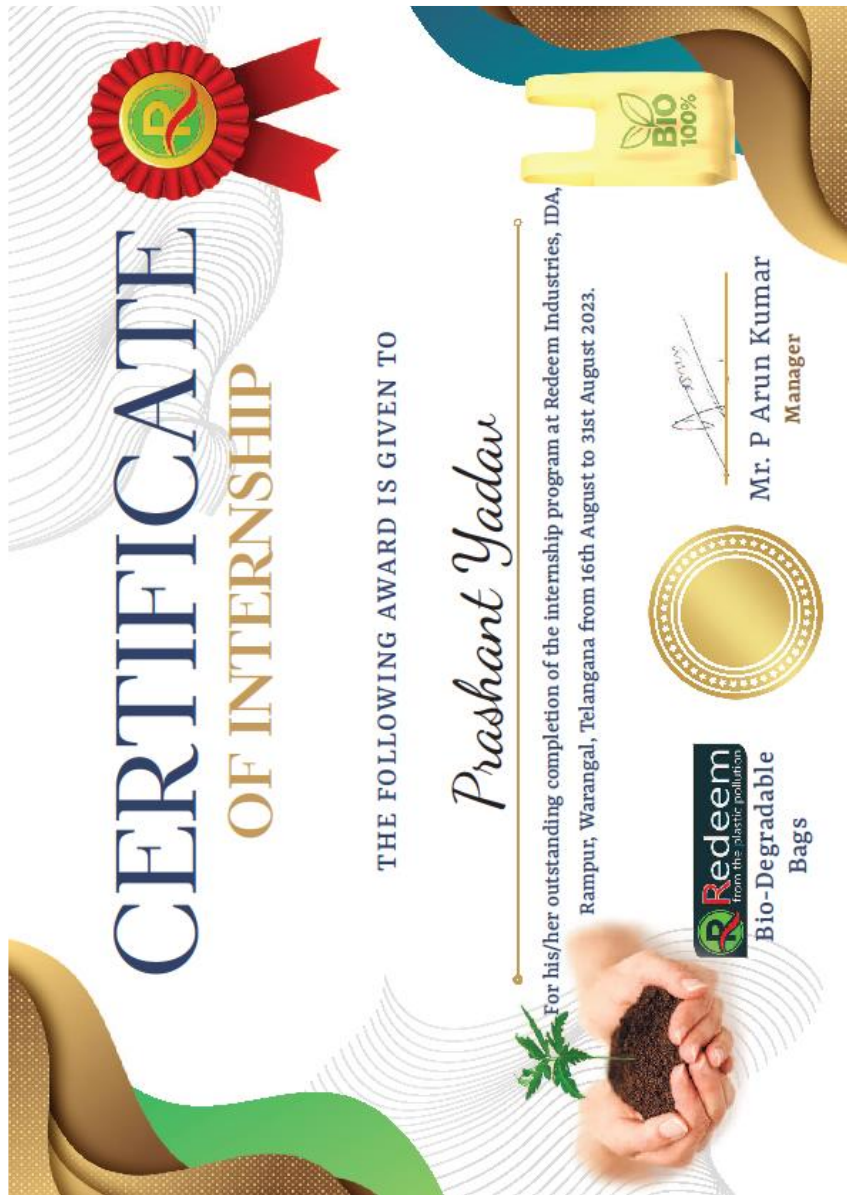 CERTIFICATE
OF INTERNSHIP
THE FOLLOWING AWARD IS GIVEN TO
Prashant Yadav
For his/her outstanding completion of the internship program at Redeem Industries, IDA,
Rampur, Warangal, Telangana from 16th August to 31st August 2023.
R
BIO
100%
R Redeem
from the plastic pollution
Bio-Degradable
Bags
Mr. P Arun Kumar
Manager